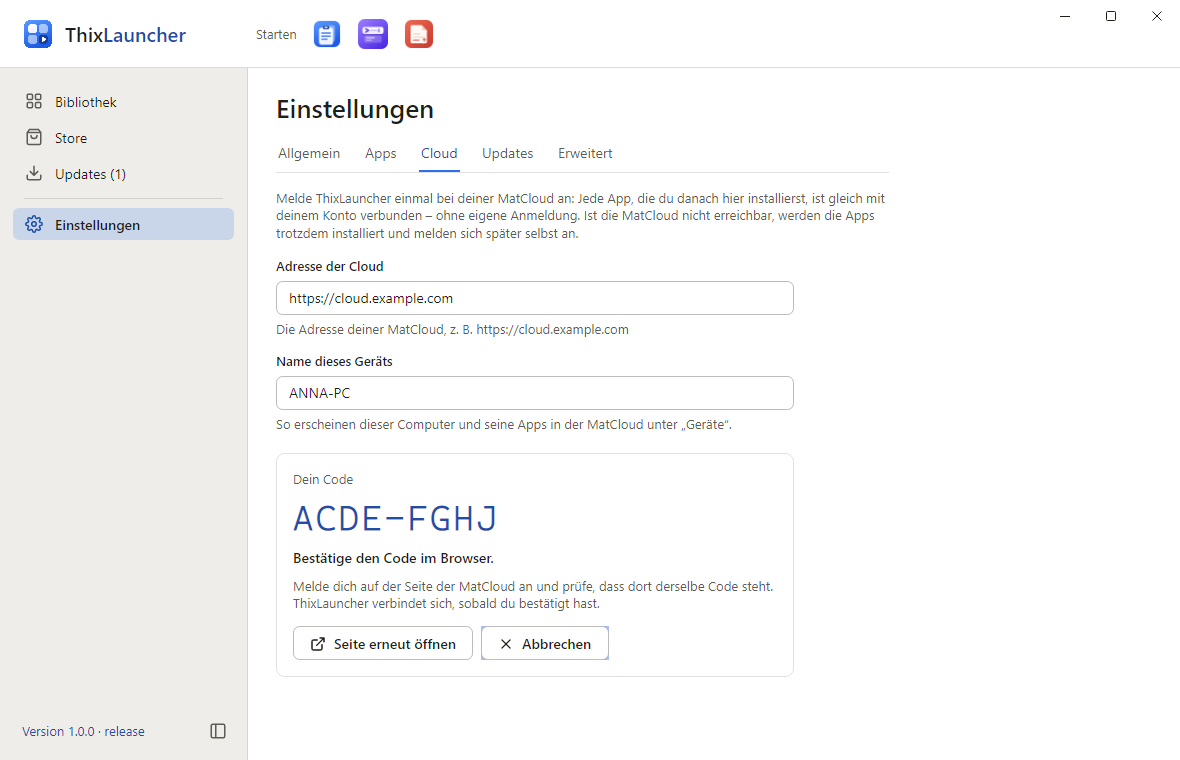 ThixLauncher
Starten
Bibliothek
Store
Updates (1)
Einstellungen
Version 1.0.0 · release
Einstellungen
Allgemein Apps Cloud Updates Erweitert
Melde ThixLauncher einmal bei deiner MatCloud an: Jede App, die du danach hier installierst, ist gleich mit
deinem Konto verbunden – ohne eigene Anmeldung. Ist die MatCloud nicht erreichbar, werden die Apps
trotzdem installiert und melden sich später selbst an.
Adresse der Cloud
https://cloud.example.com
Die Adresse deiner MatCloud, z. B. https://cloud.example.com
Name dieses Geräts
ANNA-PC
So erscheinen dieser Computer und seine Apps in der MatCloud unter „Geräte“.
Dein Code
ACDE-FGHJ
Bestätige den Code im Browser.
Melde dich auf der Seite der MatCloud an und prüfe, dass dort derselbe Code steht.
ThixLauncher verbindet sich, sobald du bestätigt hast.
Seite erneut öffnen
Abbrechen